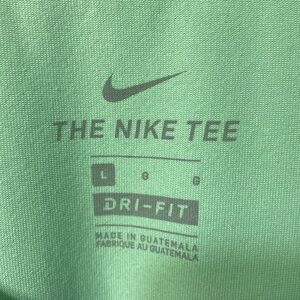 THE NIKE TEE
L G G
DRI-FIT
MADE IN GUATEMALA
FABRIQUE AU GUATEMALA